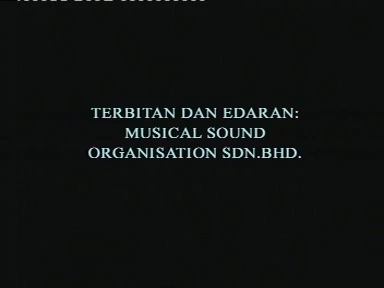 TERBITAN DAN EDARAN:
MUSICAL SOUND
ORGANISATION SDN.BHD.